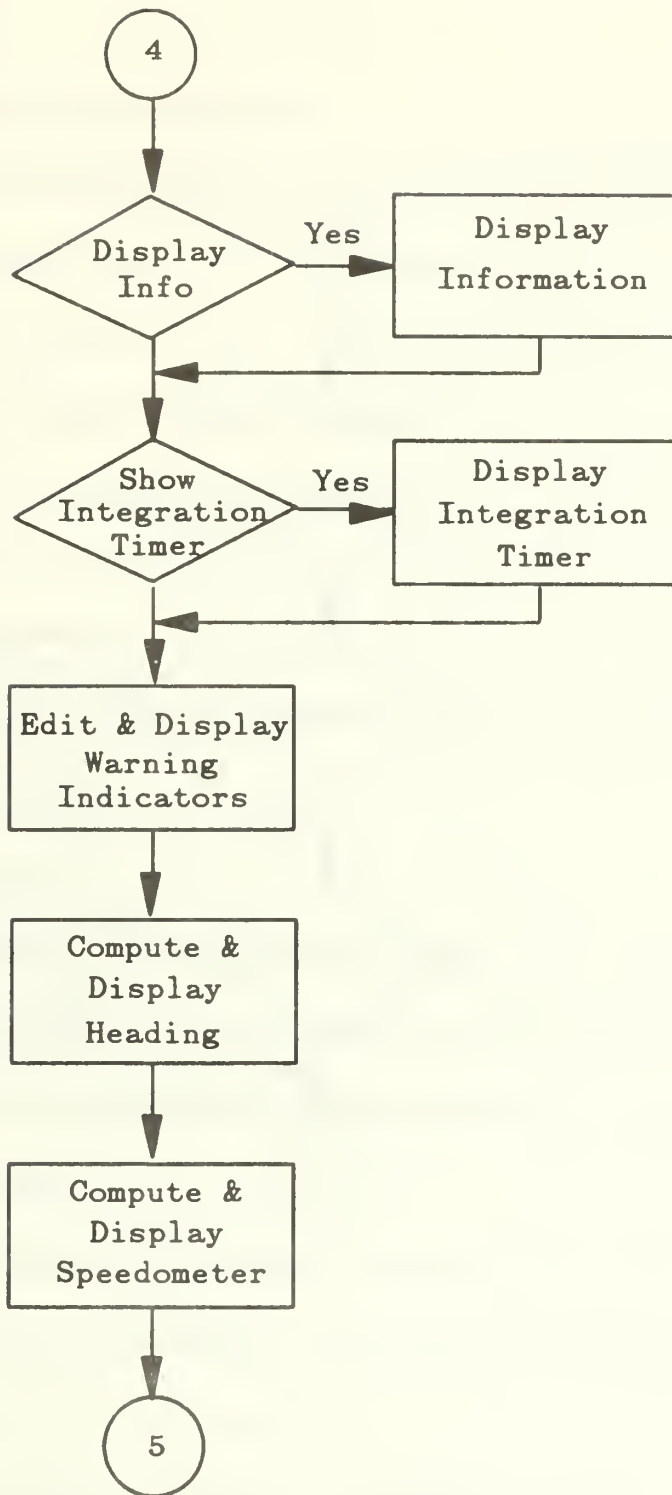 4
Display
Info
Yes
Display
Information
Show
Integration
Timer
Yes
Display
Integration
Timer
Edit & Display
Warning
Indicators
Compute &
Display
Heading
Compute &
Display
Speedometer
5